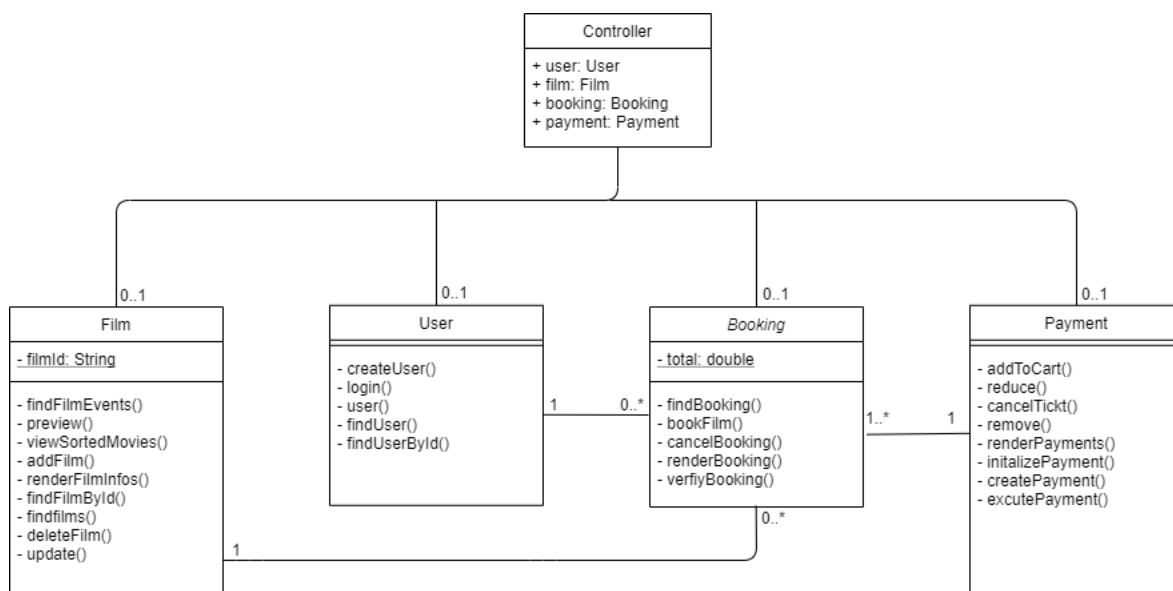 Controller
+ user: User
+ film: Film
+ booking: Booking
+ payment: Payment
0..1
0..1
0..1
0..1
Film
- filmId: String
- findFilmEvents()
- preview()
- viewSortedMovies()
- addFilm()
- renderFilmInfos()
- findFilmById()
- findfilms()
- deleteFilm()
- update()
User
- createUser()
- login()
- user()
- findUser()
- findUserById()
1
0..*
Booking
- total: double
- findBooking()
- bookFilm()
- cancelBooking()
- renderBooking()
- verfiyBooking()
1..*
1
Payment
- addToCart()
- reduce()
- cancelTickt()
- remove()
- renderPayments()
- initalizePayment()
- createPayment()
- excutePayment()
0..*
1